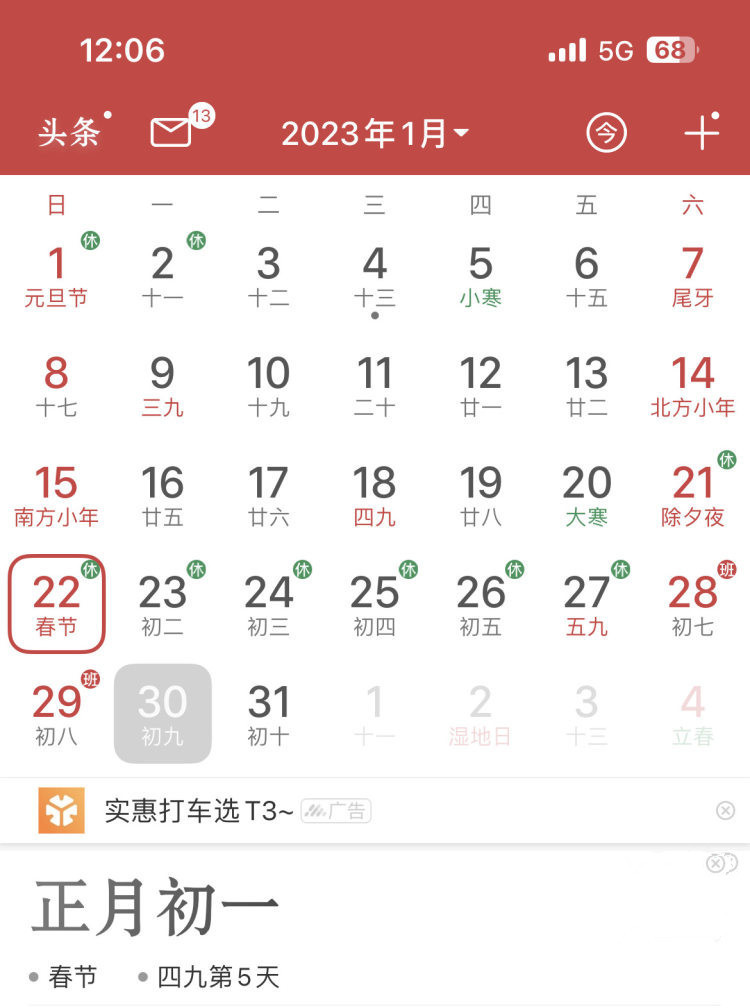 12:06 5G 68
头条 13 2023年1月 今
日 一 二 三 四 五 六
休 休
1 2 3 4 5 6 7
元旦节 十一 十二 十三 小寒 十五 尾牙
8 9 10 11 12 13 14
十七 三九 十九 二十 廿一 廿二 北方小年
休
15 16 17 18 19 20 21
南方小年 廿五 廿六 四九 廿八 大寒 除夕夜
休 休 休 休 休 休 班
22 23 24 25 26 27 28
春节 初二 初三 初四 初五 五九 初七
班
29 30 31 1 2 3 4
初八 初九 初十 十一 湿地日 十三 立春
实惠打车选T3~ 广告
正月初一
春节 四九第5天